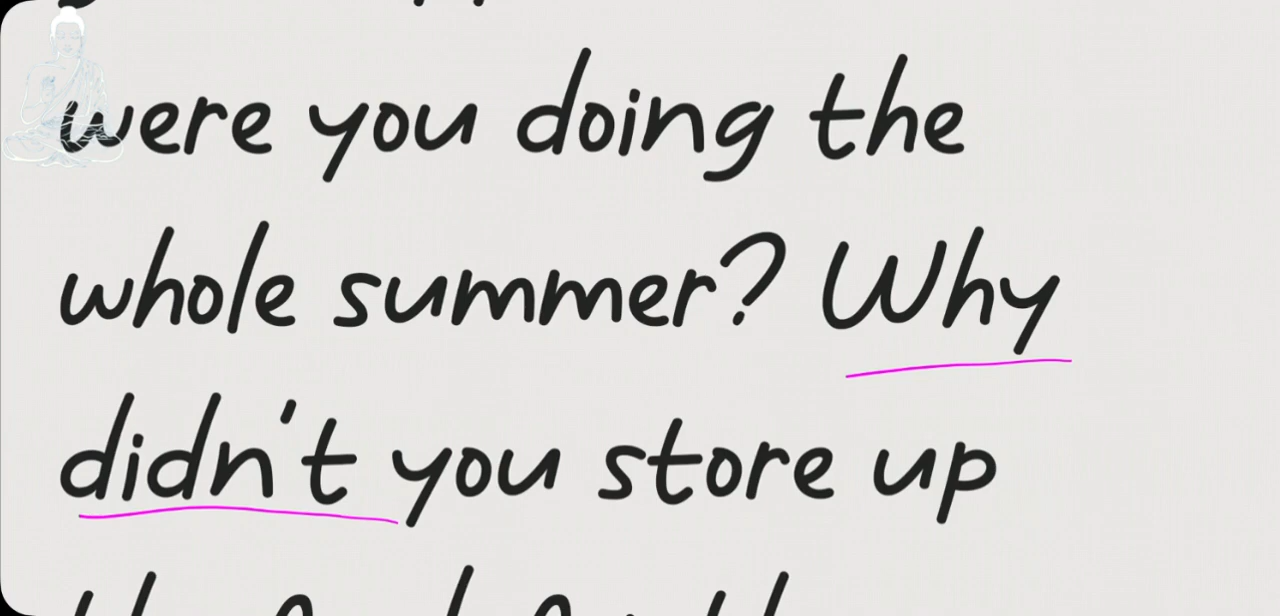 were you doing the
whole summer? Why
didn't you store up